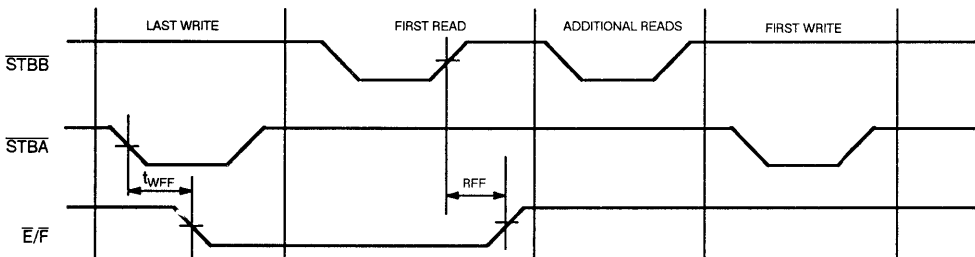 LAST WRITE FIRST READ ADDITIONAL READS FIRST WRITE
STBB
STBA
tWFF
RFF
E/F